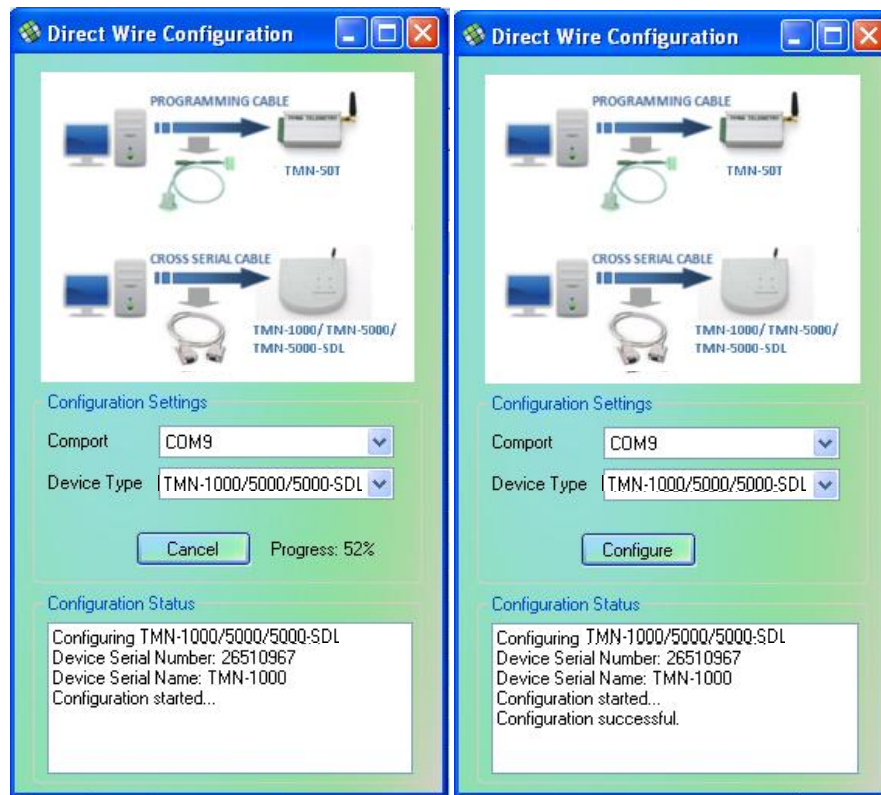 Direct Wire Configuration
PROGRAMMING CABLE
TMN-50T
CROSS SERIAL CABLE
TMN-1000/ TMN-5000/
TMN-5000-SDL
Configuration Settings
Comport COM9
Device Type TMN-1000/5000/5000-SDL
Cancel Progress: 52%
Configuration Status
Configuring TMN-1000/5000/5000-SDL
Device Serial Number: 26510967
Device Serial Name: TMN-1000
Configuration started...
Direct Wire Configuration
PROGRAMMING CABLE
TMN-50T
CROSS SERIAL CABLE
TMN-1000/ TMN-5000/
TMN-5000-SDL
Configuration Settings
Comport COM9
Device Type TMN-1000/5000/5000-SDL
Configure
Configuration Status
Configuring TMN-1000/5000/5000-SDL
Device Serial Number: 26510967
Device Serial Name: TMN-1000
Configuration started...
Configuration successful.